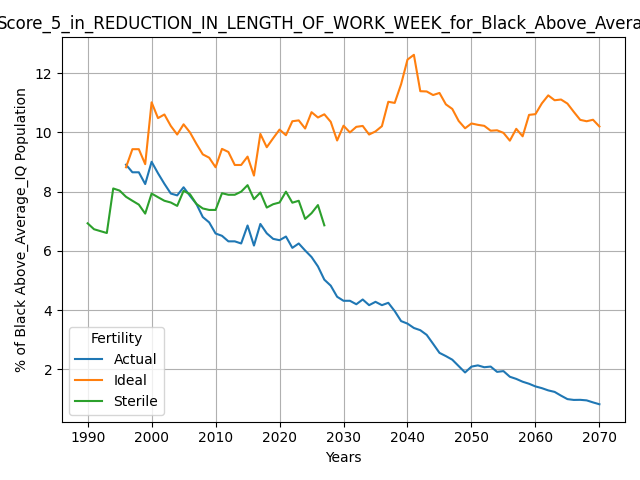 Score_5_in_REDUCTION_IN_LENGTH_OF_WORK_WEEK_for_Black_Above_Avera
% of Black Above_Average_IQ Population
12
10
8
6
4
2
Fertility
Actual
Ideal
Sterile
1990 2000 2010 2020 2030 2040 2050 2060 2070
Years